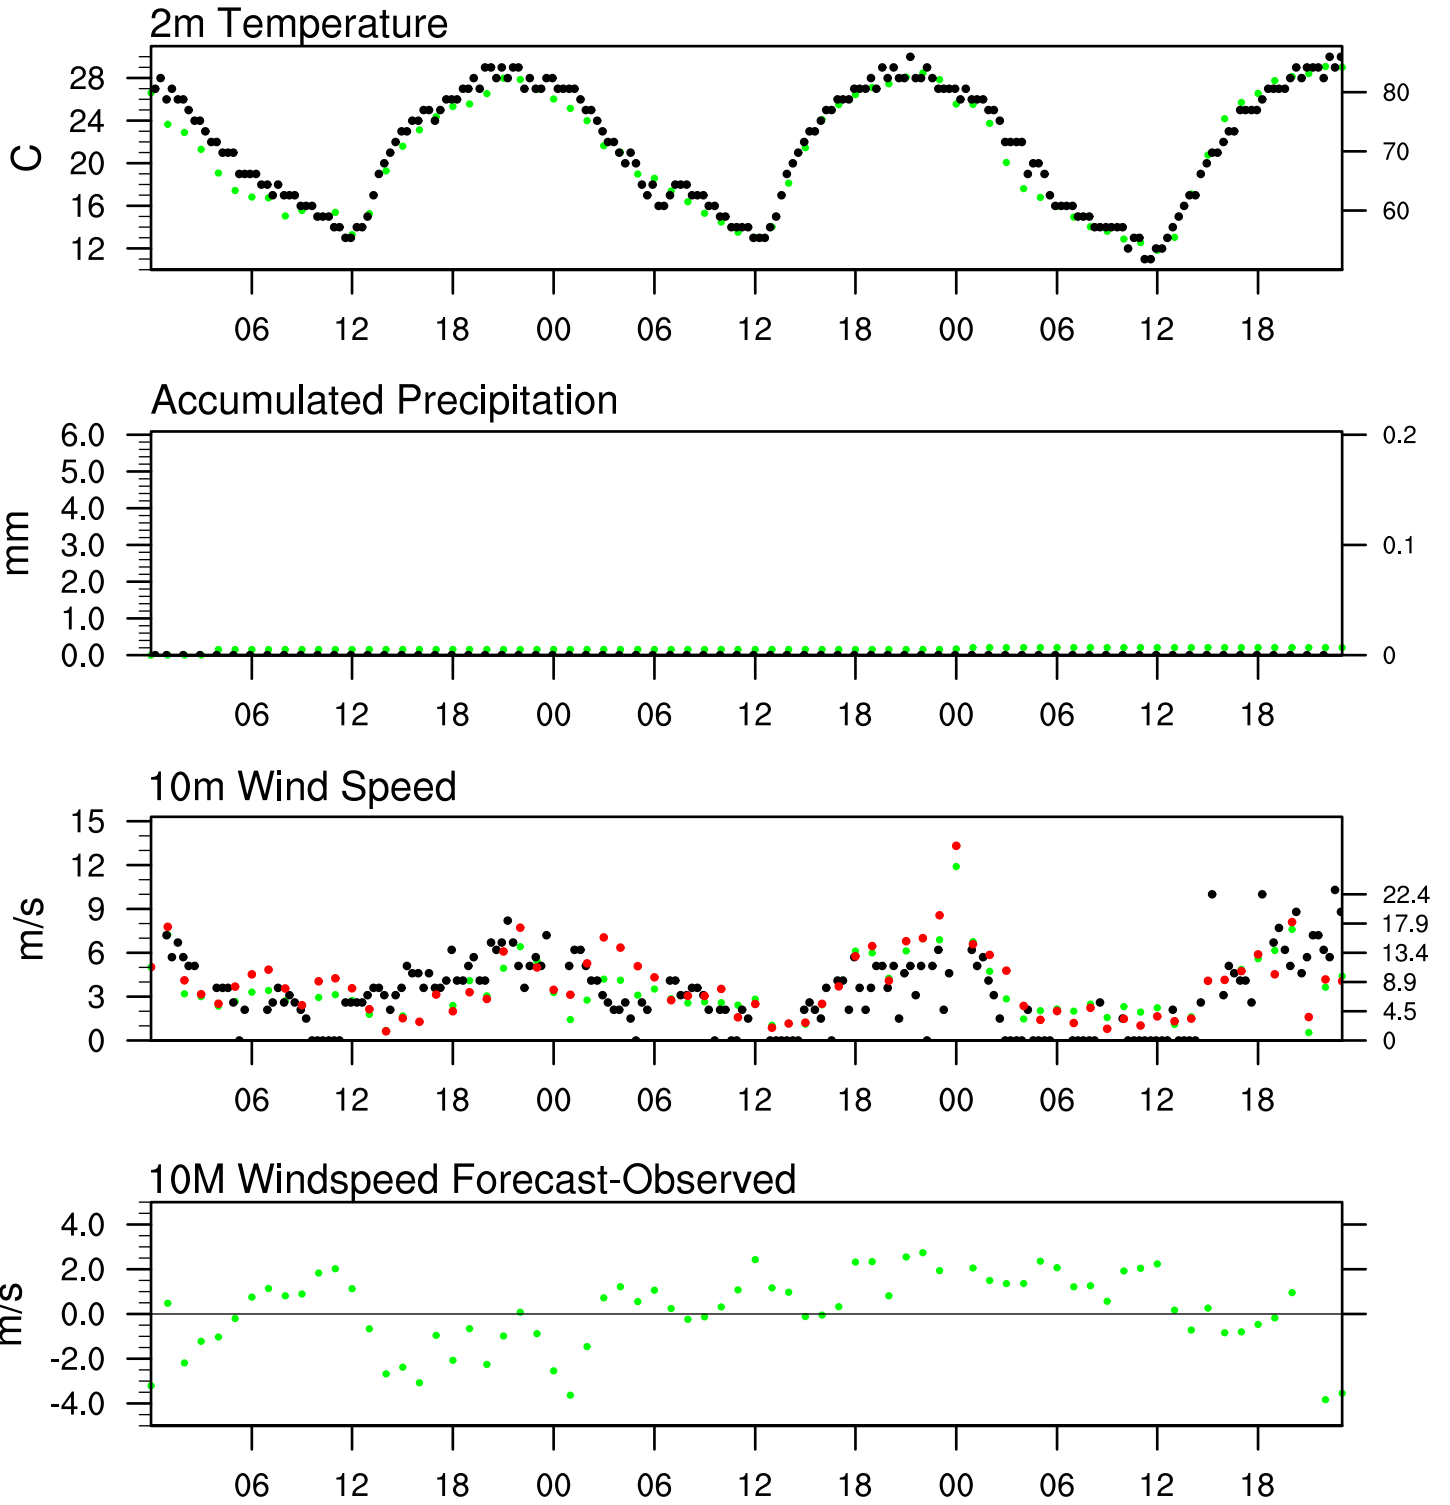 2m Temperature
28
24
20
16
12
C
80
70
60
06 12 18 00 06 12 18 00 06 12 18
Accumulated Precipitation
6.0
5.0
4.0
3.0
2.0
1.0
0.0
mm
0.2
0.1
0
06 12 18 00 06 12 18 00 06 12 18
10m Wind Speed
15
12
9
6
3
0
m/s
22.4
17.9
13.4
8.9
4.5
0
06 12 18 00 06 12 18 00 06 12 18
10M Windspeed Forecast-Observed
4.0
2.0
0.0
-2.0
-4.0
m/s
06 12 18 00 06 12 18 00 06 12 18